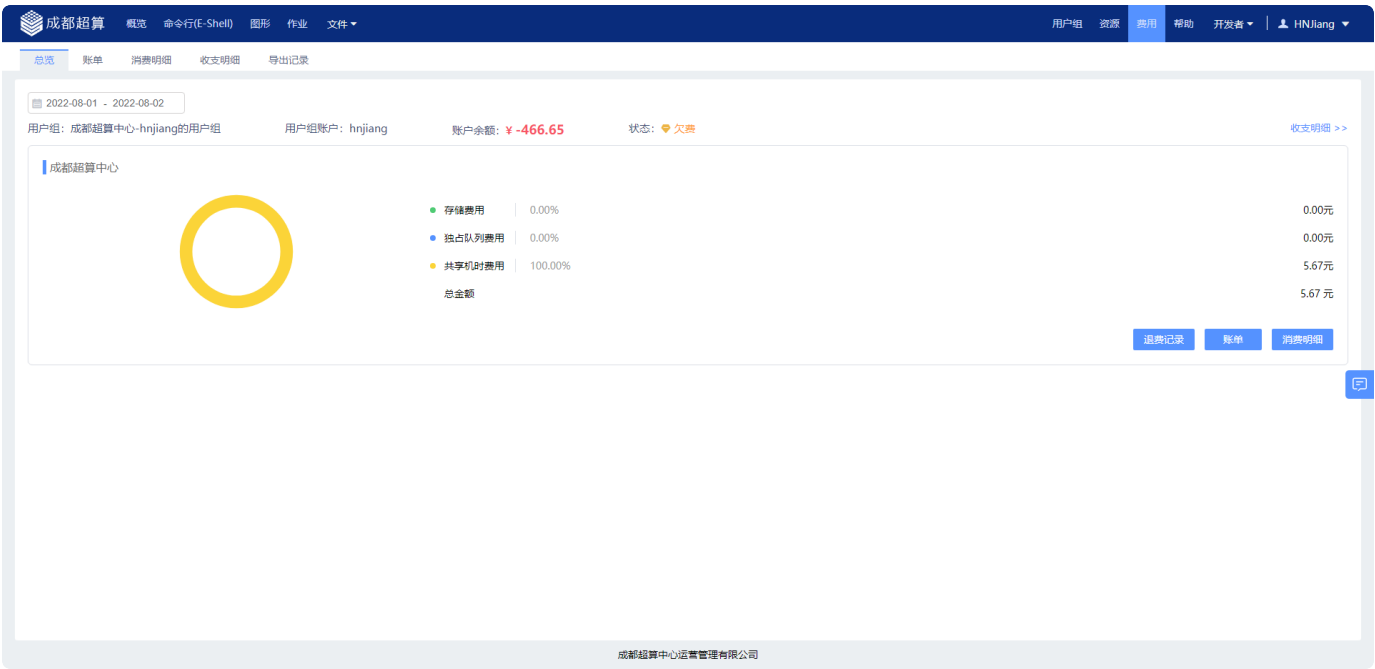 成都超算 概览 命令行(E-Shell) 图形 作业 文件 用户组 资源 费用 帮助 开发者 HNJiang
总览 账单 消费明细 收支明细 导出记录
2022-08-01 - 2022-08-02
用户组：成都超算中心-hnjiang的用户组 用户组账户：hnjiang 账户余额：¥ -466.65 状态：欠费 收支明细 >>
成都超算中心
存储费用 0.00% 0.00元
独占队列费用 0.00% 0.00元
共享机时费用 100.00% 5.67元
总金额 5.67 元
退费记录 账单 消费明细
成都超算中心运营管理有限公司